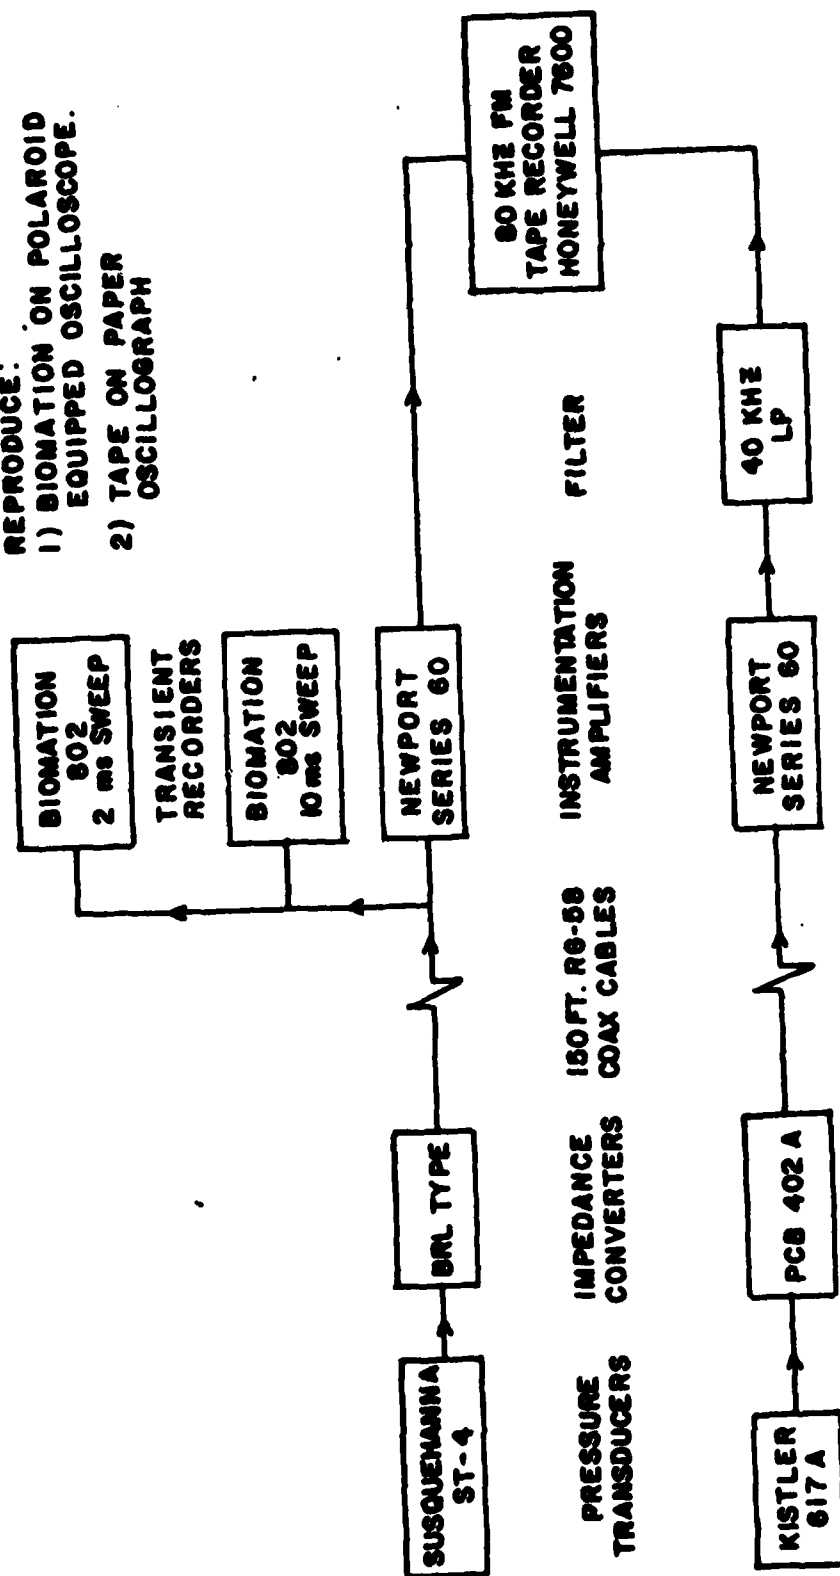 REPRODUCE:
1) BIOMATION ON POLAROID
EQUIPPED OSCILLOSCOPE.
2) TAPE ON PAPER
OSCILLOGRAPH
BIOMATION
802
2 ms SWEEP
TRANSIENT
RECORDERS
BIOMATION
802
10 ms SWEEP
SUSQUEHANNA
ST-4
BRL TYPE
NEWPORT
SERIES 60
80 KHZ FM
TAPE RECORDER
HONEYWELL 7600
PRESSURE
TRANSDUCERS
IMPEDANCE
CONVERTERS
150 FT. RG-58
COAX CABLES
INSTRUMENTATION
AMPLIFIERS
FILTER
KISTLER
617 A
PCB 402 A
NEWPORT
SERIES 60
40 KHZ
LP